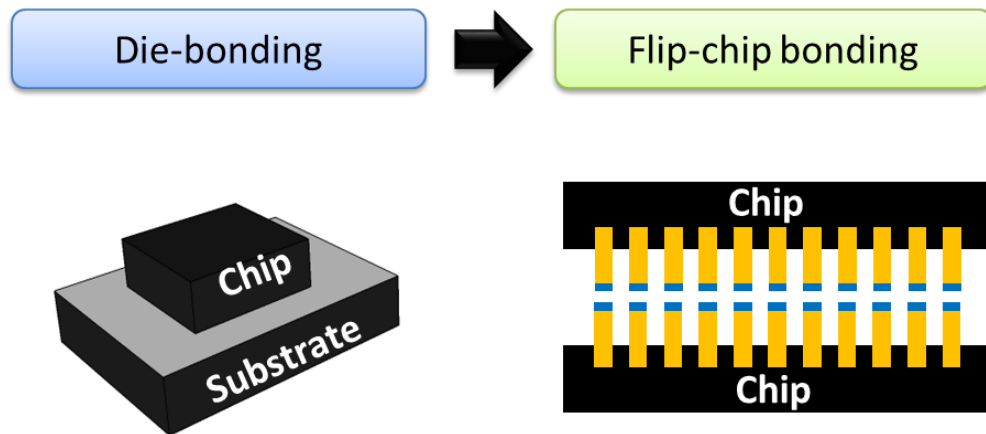 Die-bonding
Flip-chip bonding
Chip
Substrate
Chip
Chip